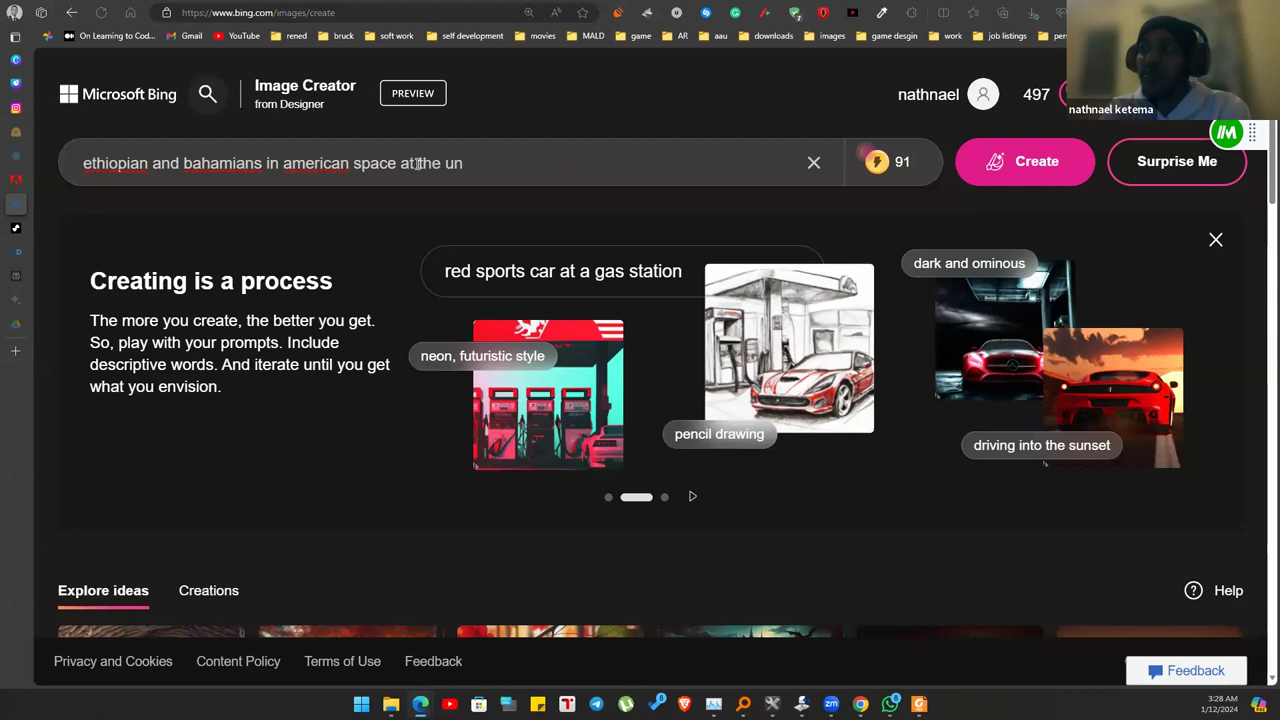 https://www.bing.com/images/create
On Learning to Cod...
Gmail
YouTube
rened
bruck
soft work
self development
movies
MALD
game
AR
aau
downloads
images
game desgin
work
job listings
Microsoft Bing
Image Creator
from Designer
PREVIEW
nathnael
497
nathnael ketema
ethiopian and bahamians in american space at the un
91
Create
Surprise Me
Creating is a process
The more you create, the better you get.
So, play with your prompts. Include
descriptive words. And iterate until you get
what you envision.
red sports car at a gas station
neon, futuristic style
pencil drawing
dark and ominous
driving into the sunset
Explore ideas
Creations
Help
Privacy and Cookies
Content Policy
Terms of Use
Feedback
Feedback
3:28 AM
1/12/2024